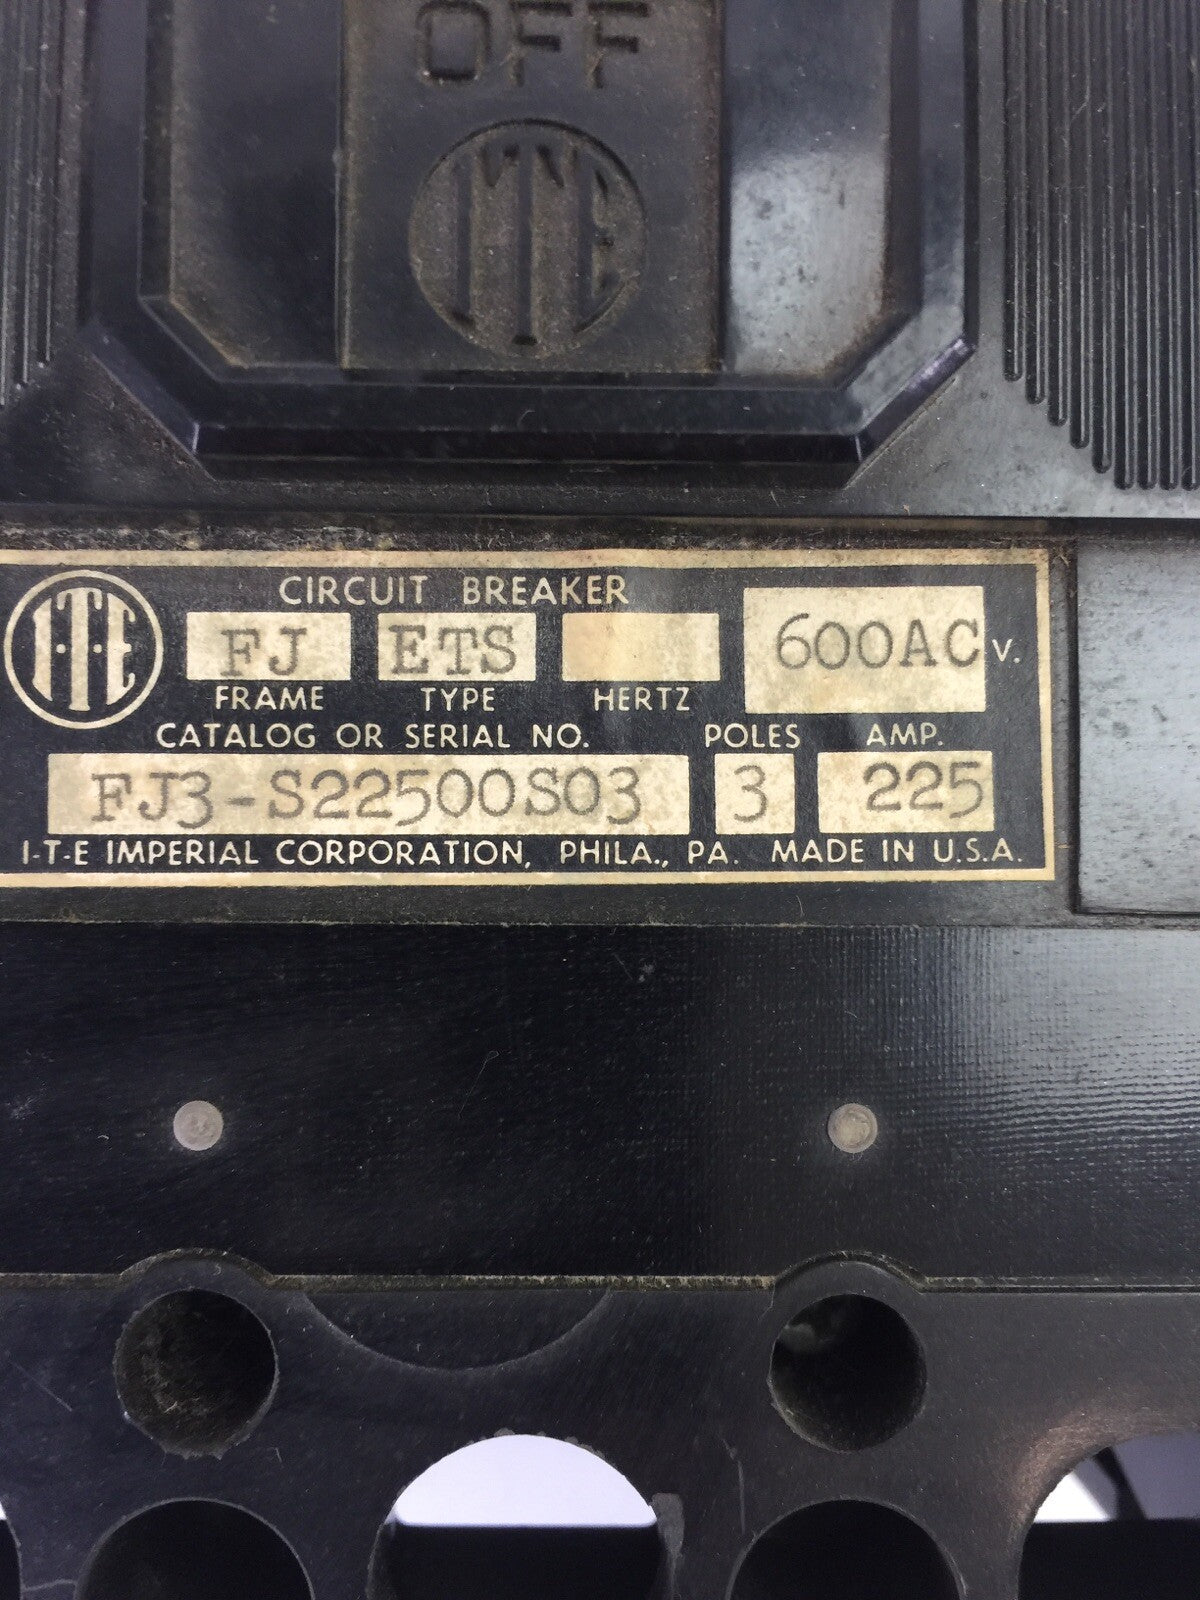 OFF
ITE
CIRCUIT BREAKER
I-T-E FJ ETS 600AC V.
FRAME TYPE HERTZ
CATALOG OR SERIAL NO. POLES AMP.
FJ3-S22500S03 3 225
I-T-E IMPERIAL CORPORATION, PHILA., PA. MADE IN U.S.A.